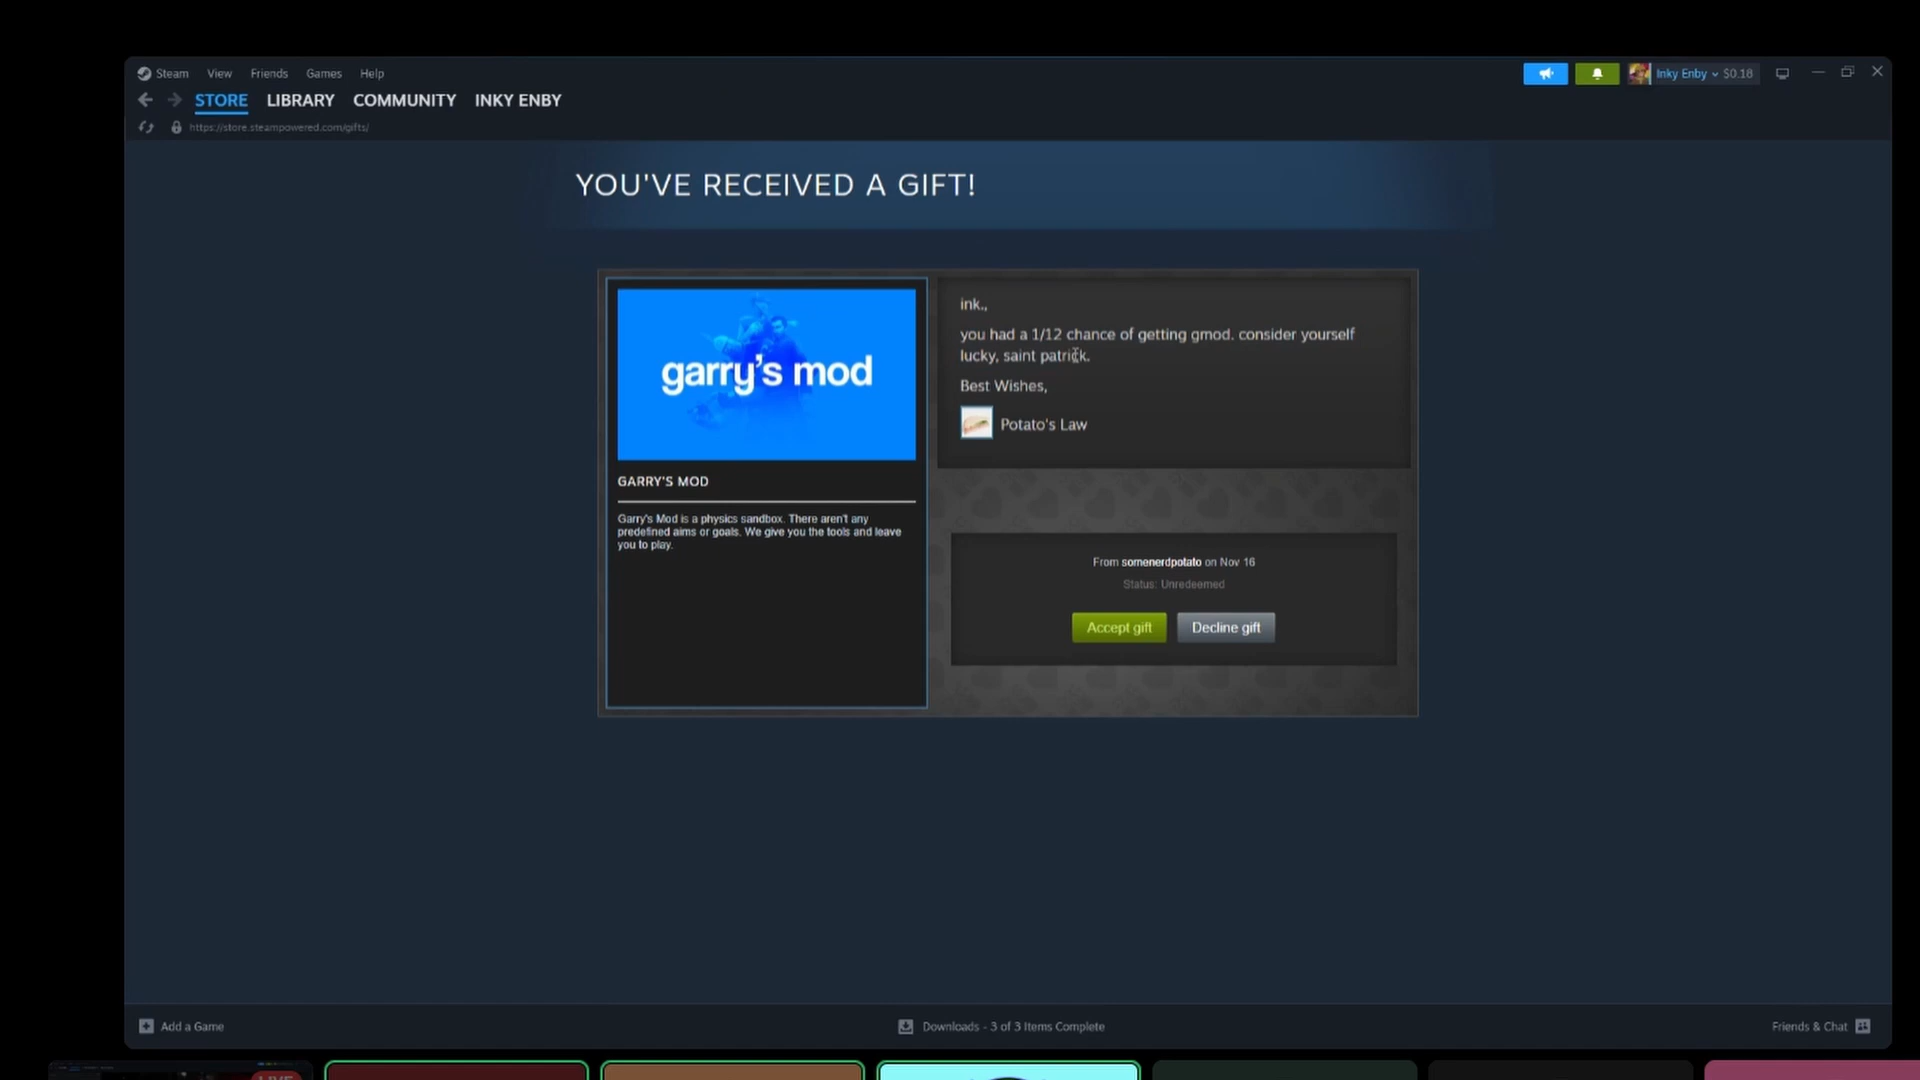 Steam View Friends Games Help
Inky Enby $0.18
STORE LIBRARY COMMUNITY INKY ENBY
https://store.steampowered.com/gifts/
YOU'VE RECEIVED A GIFT!
garry's mod
GARRY'S MOD
Garry's Mod is a physics sandbox. There aren't any
predefined aims or goals. We give you the tools and leave
you to play.
ink.,
you had a 1/12 chance of getting gmod. consider yourself
lucky, saint patrick.
Best Wishes,
Potato's Law
From somenerdpotato on Nov 16
Status: Unredeemed
Accept gift Decline gift
Add a Game
Downloads - 3 of 3 Items Complete
Friends & Chat
LIVE